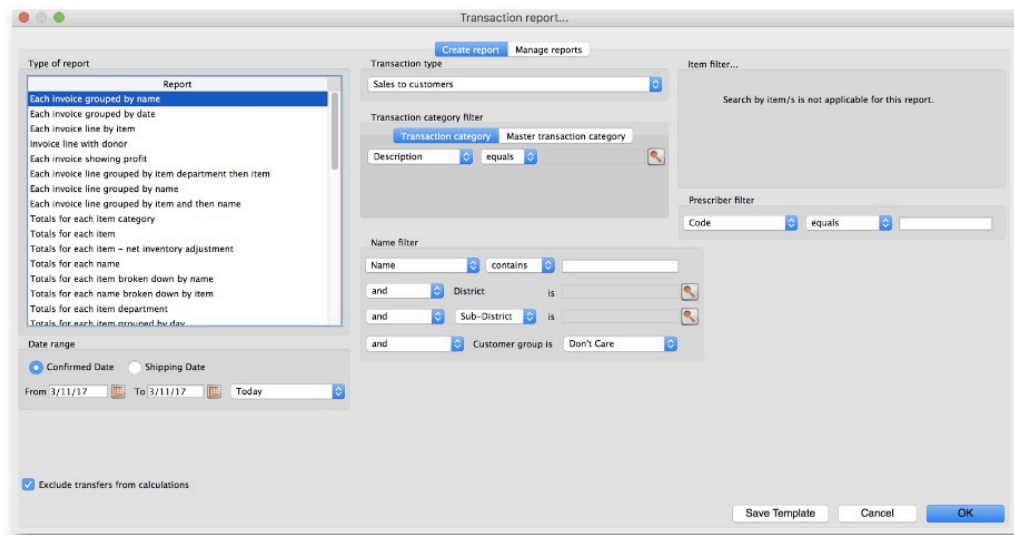 Transaction report...
Create report Manage reports
Type of report
Report
Each invoice grouped by name
Each invoice grouped by date
Each invoice line by item
Invoice line with donor
Each invoice showing profit
Each invoice line grouped by item department then item
Each invoice line grouped by name
Each invoice line grouped by item and then name
Totals for each item category
Totals for each item
Totals for each item – net inventory adjustment
Totals for each name
Totals for each item broken down by name
Totals for each name broken down by item
Totals for each item department
Totals for each item grouped by day
Date range
Confirmed Date Shipping Date
From 3/11/17 To 3/11/17 Today
Exclude transfers from calculations
Transaction type
Sales to customers
Transaction category filter
Transaction category Master transaction category
Description equals
Name filter
Name contains
and District is
and Sub-District is
and Customer group is Don't Care
Item filter...
Search by item/s is not applicable for this report.
Prescriber filter
Code equals
Save Template Cancel OK